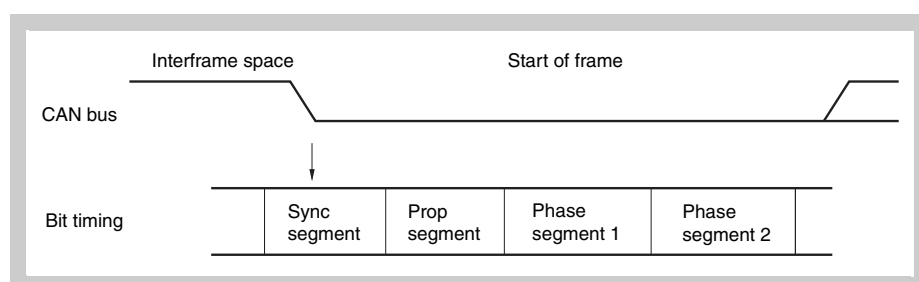 Interframe space Start of frame
CAN bus
Bit timing
Sync segment
Prop segment
Phase segment 1
Phase segment 2